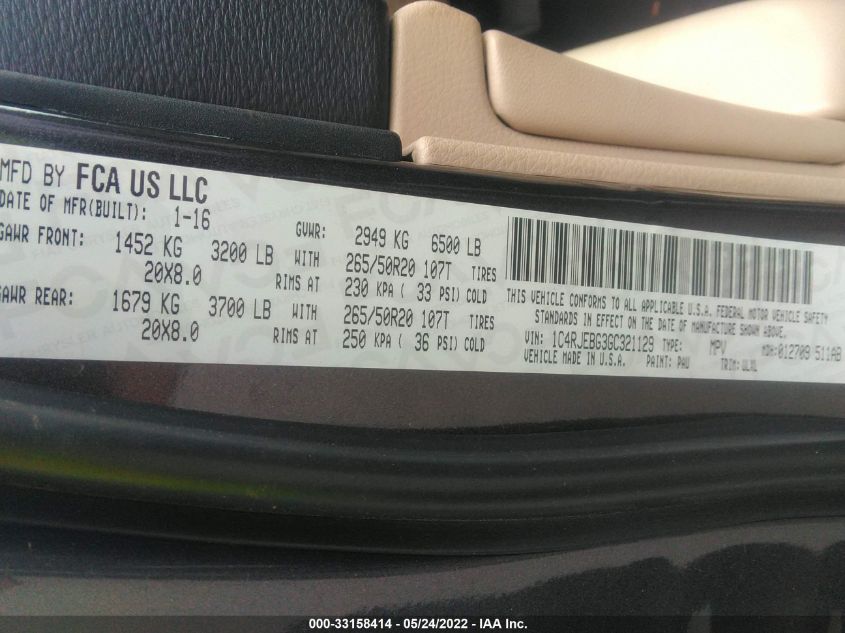 MFD BY FCA US LLC
DATE OF MFR(BUILT): 1-16 GVWR: 2949 KG 6500 LB
GAWR FRONT: 1452 KG 3200 LB WITH 265/50R20 107T TIRES
20X8.0 RIMS AT 230 KPA ( 33 PSI) COLD
GAWR REAR: 1679 KG 3700 LB WITH 265/50R20 107T TIRES
20X8.0 RIMS AT 250 KPA ( 36 PSI) COLD
THIS VEHICLE CONFORMS TO ALL APPLICABLE U.S.A. FEDERAL MOTOR VEHICLE SAFETY
STANDARDS IN EFFECT ON THE DATE OF MANUFACTURE SHOWN ABOVE.
VIN: 1C4RJEBG3GC321129 TYPE: MPV MDH: 012709 511AB
VEHICLE MADE IN U.S.A. PAINT: PAU TRIM:
000-33158414 - 05/24/2022 - IAA Inc.